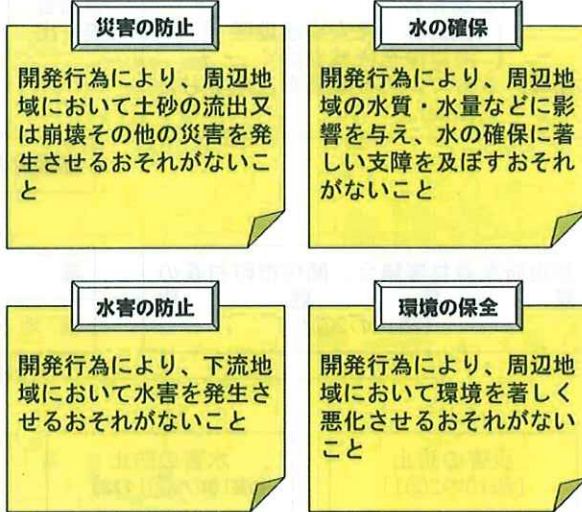 災害の防止
開発行為により、周辺地
域において土砂の流出又
は崩壊その他の災害を発
生させるおそれがないこ
と
水の確保
開発行為により、周辺地
域の水質・水量などに影
響を与え、水の確保に著
しい支障を及ぼすおそれ
がないこと
水害の防止
開発行為により、下流地
域において水害を発生さ
せるおそれがないこと
環境の保全
開発行為により、周辺地
域において環境を著しく
悪化させるおそれがない
こと